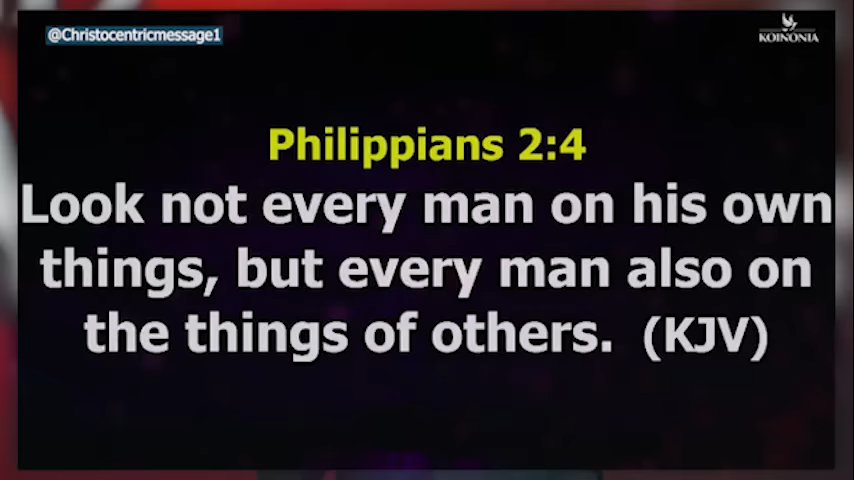 @Christocentricmessage1
KOINONIA
Philippians 2:4
Look not every man on his own
things, but every man also on
the things of others. (KJV)